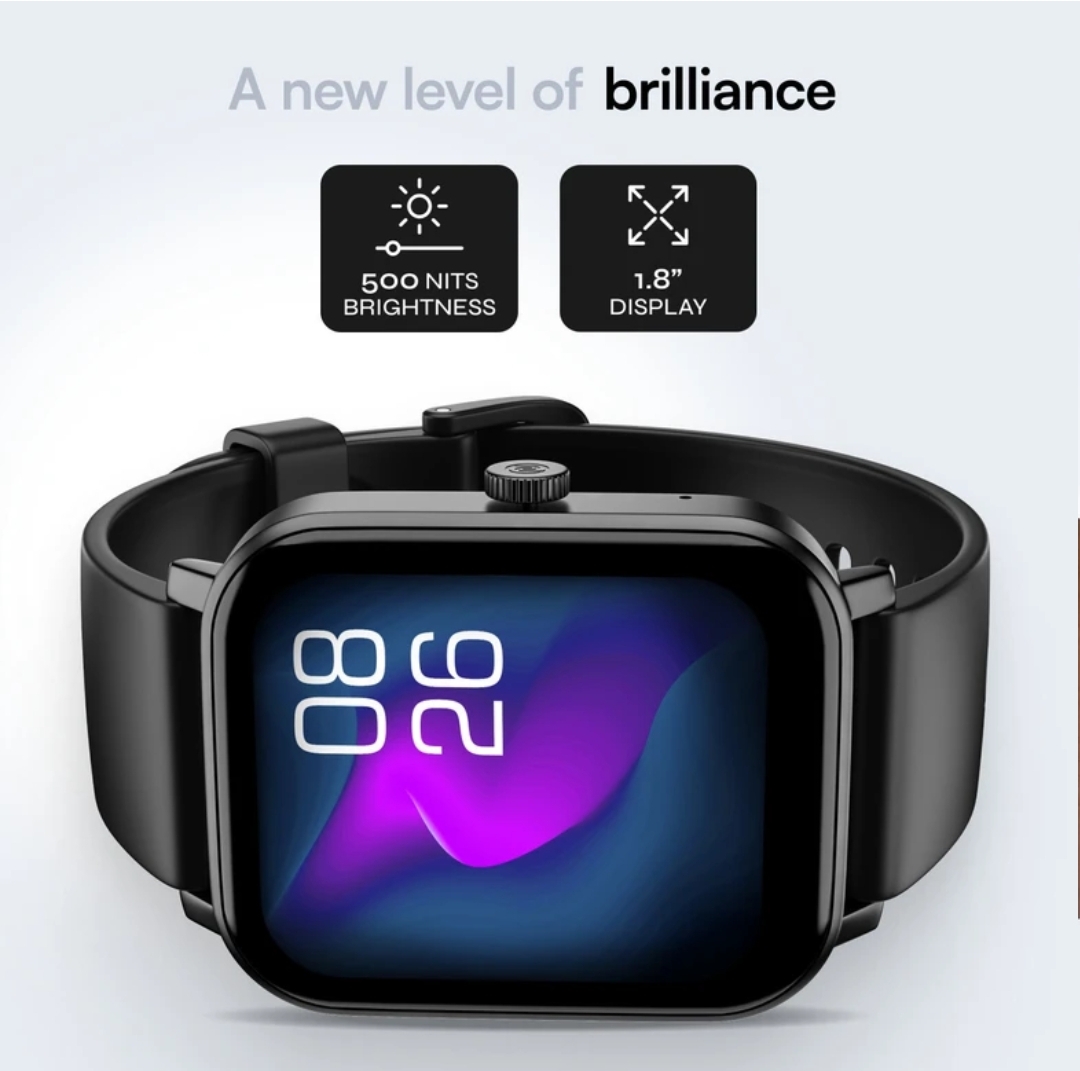 A new level of brilliance
500 NITS
BRIGHTNESS
1.8”
DISPLAY
08
26